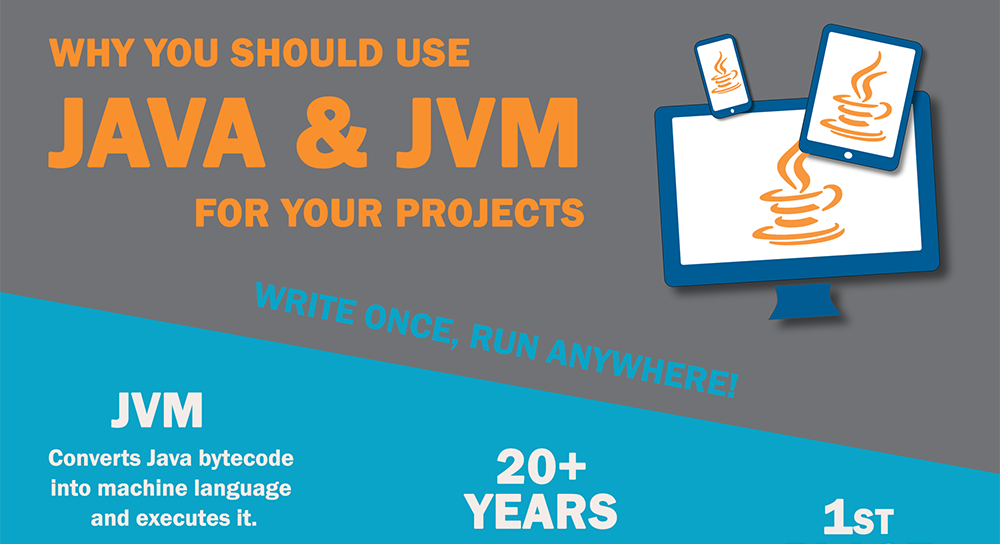 WHY YOU SHOULD USE
JAVA & JVM
FOR YOUR PROJECTS
WRITE ONCE, RUN ANYWHERE!
JVM
Converts Java bytecode
into machine language
and executes it.
20+
YEARS
1ST